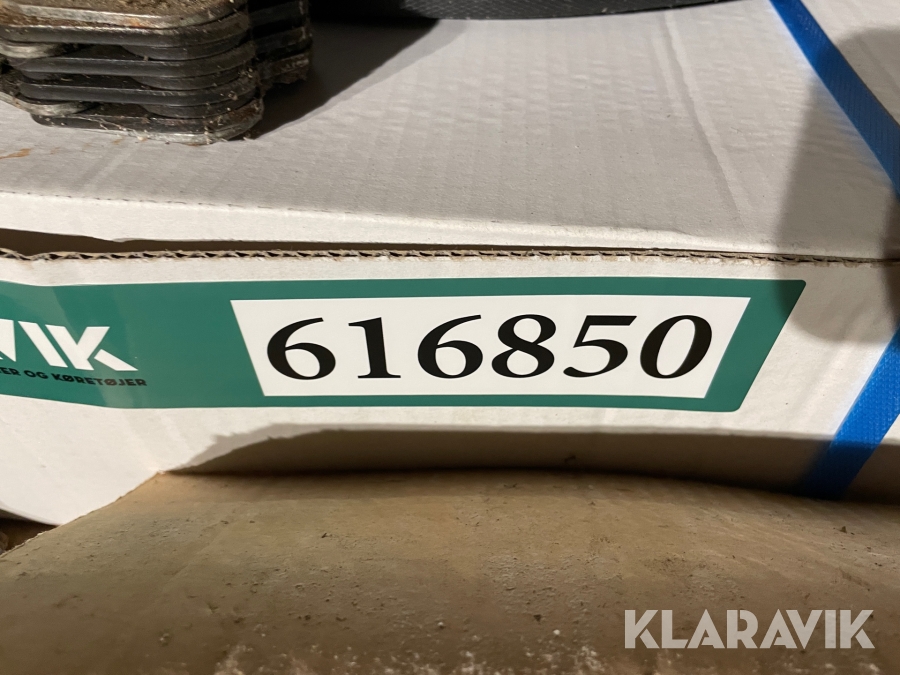 VIK
ER OG KØRETØJER
616850
KLARAVIK